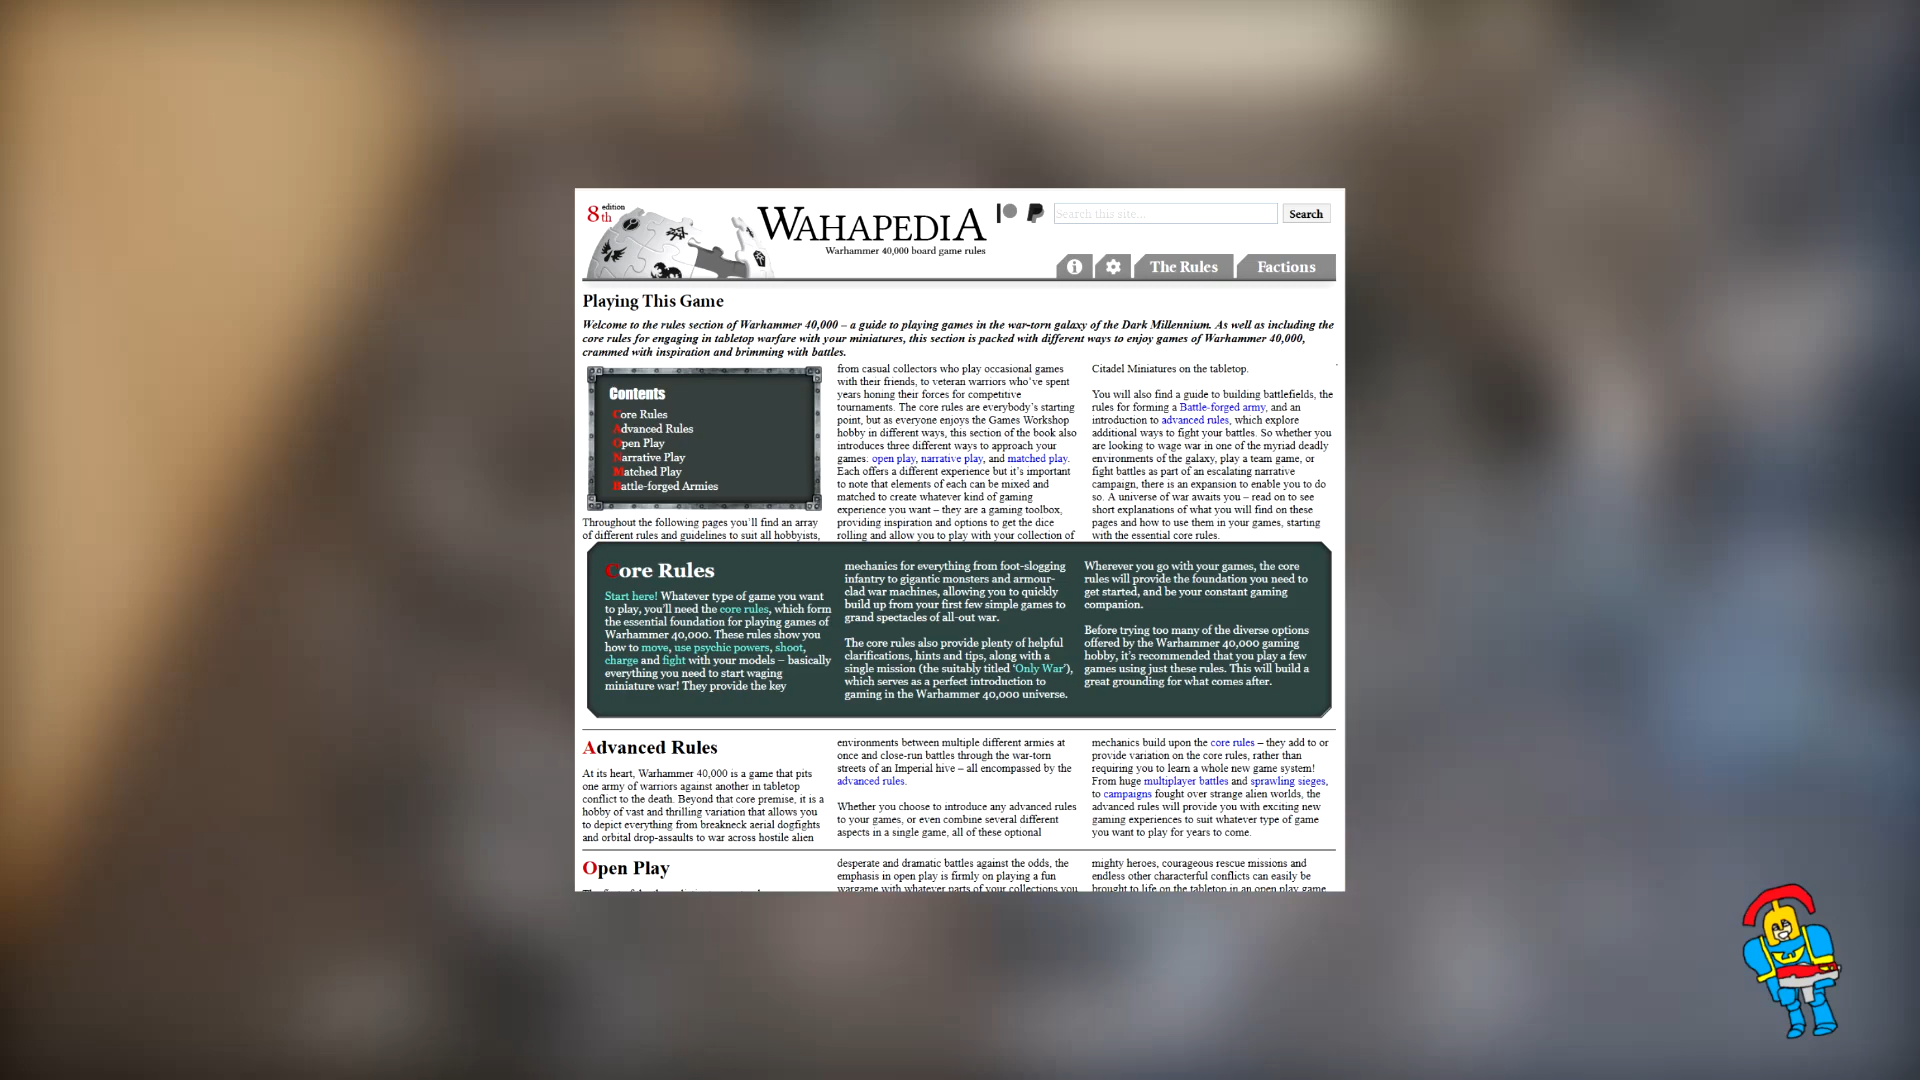 8th edition
WAHAPEDIA
Warhammer 40,000 board game rules
Search this site...
Search
The Rules
Factions
Playing This Game
Welcome to the rules section of Warhammer 40,000 – a guide to playing games in the war-torn galaxy of the Dark Millennium. As well as including the
core rules for engaging in tabletop warfare with your miniatures, this section is packed with different ways to enjoy games of Warhammer 40,000,
crammed with inspiration and brimming with battles.
Contents
Core Rules
Advanced Rules
Open Play
Narrative Play
Matched Play
Battle-forged Armies
Throughout the following pages you'll find an array
of different rules and guidelines to suit all hobbyists,
from casual collectors who play occasional games
with their friends, to veteran warriors who've spent
years honing their forces for competitive
tournaments. The core rules are everybody's starting
point, but as everyone enjoys the Games Workshop
hobby in different ways, this section of the book also
introduces three different ways to approach your
games: open play, narrative play, and matched play.
Each offers a different experience but it's important
to note that elements of each can be mixed and
matched to create whatever kind of gaming
experience you want – they are a gaming toolbox,
providing inspiration and options to get the dice
rolling and allow you to play with your collection of
Citadel Miniatures on the tabletop.
You will also find a guide to building battlefields, the
rules for forming a Battle-forged army, and an
introduction to advanced rules, which explore
additional ways to fight your battles. So whether you
are looking to wage war in one of the myriad deadly
environments of the galaxy, play a team game, or
fight battles as part of an escalating narrative
campaign, there is an expansion to enable you to do
so. A universe of war awaits you – read on to see
short explanations of what you will find on these
pages and how to use them in your games, starting
with the essential core rules.
Core Rules
Start here! Whatever type of game you want
to play, you'll need the core rules, which form
the essential foundation for playing games of
Warhammer 40,000. These rules show you
how to move, use psychic powers, shoot,
charge and fight with your models – basically
everything you need to start waging
miniature war! They provide the key
mechanics for everything from foot-slogging
infantry to gigantic monsters and armour-
clad war machines, allowing you to quickly
build up from your first few simple games to
grand spectacles of all-out war.
The core rules also provide plenty of helpful
clarifications, hints and tips, along with a
single mission (the suitably titled 'Only War'),
which serves as a perfect introduction to
gaming in the Warhammer 40,000 universe.
Wherever you go with your games, the core
rules will provide the foundation you need to
get started, and be your constant gaming
companion.
Before trying too many of the diverse options
offered by the Warhammer 40,000 gaming
hobby, it's recommended that you play a few
games using just these rules. This will build a
great grounding for what comes after.
Advanced Rules
At its heart, Warhammer 40,000 is a game that pits
one army of warriors against another in tabletop
conflict to the death. Beyond that core premise, it is a
hobby of vast and thrilling variation that allows you
to depict everything from breakneck aerial dogfights
and orbital drop-assaults to war across hostile alien
environments between multiple different armies at
once and close-run battles through the war-torn
streets of an Imperial hive – all encompassed by the
advanced rules.
Whether you choose to introduce any advanced rules
to your games, or even combine several different
aspects in a single game, all of these optional
mechanics build upon the core rules – they add to or
provide variation on the core rules, rather than
requiring you to learn a whole new game system!
From huge multiplayer battles and sprawling sieges,
to campaigns fought over strange alien worlds, the
advanced rules will provide you with exciting new
gaming experiences to suit whatever type of game
you want to play for years to come.
Open Play
desperate and dramatic battles against the odds, the
emphasis in open play is firmly on playing a fun
wargame with whatever parts of your collections you
mighty heroes, courageous rescue missions and
endless other characterful conflicts can easily be
brought to life on the tabletop in an open play game